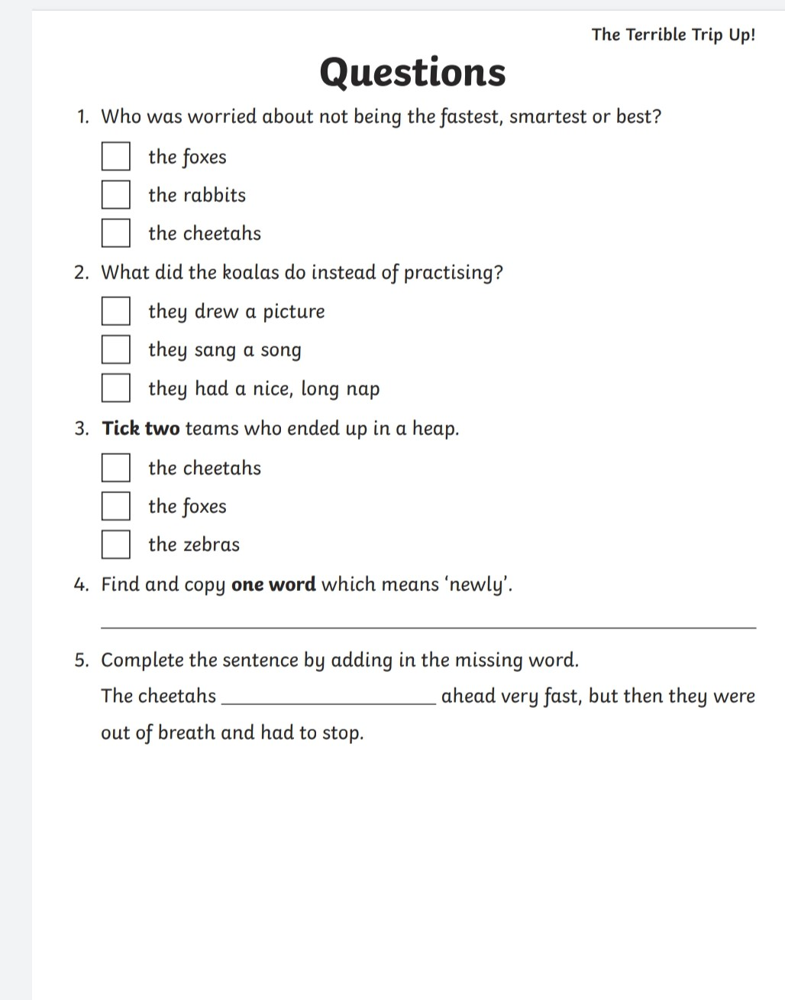 The Terrible Trip Up!
Questions
1. Who was worried about not being the fastest, smartest or best?
the foxes
the rabbits
the cheetahs
2. What did the koalas do instead of practising?
they drew a picture
they sang a song
they had a nice, long nap
3. Tick two teams who ended up in a heap.
the cheetahs
the foxes
the zebras
4. Find and copy one word which means ‘newly’.
5. Complete the sentence by adding in the missing word.
The cheetahs ____________________ ahead very fast, but then they were
out of breath and had to stop.